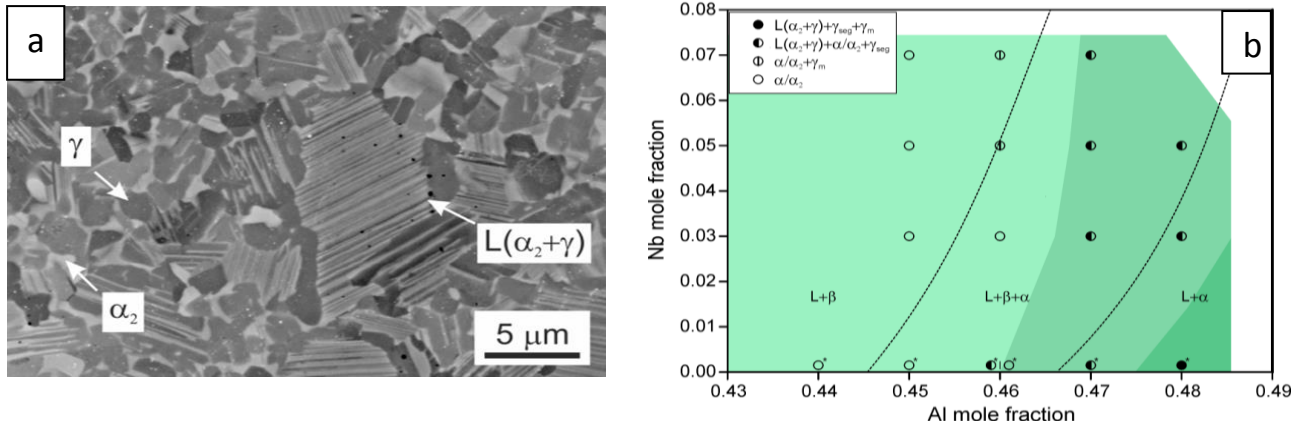 a
γ
L(α₂+γ)
α₂
5 μm
b
L(α₂+γ)+γseg+γm
L(α₂+γ)+α/α₂+γseg
α/α₂+γm
α/α₂
Nb mole fraction
0.08
0.07
0.06
0.05
0.04
0.03
0.02
0.01
0.00
L+β
L+β+α
L+α
* * * * * *
0.43 0.44 0.45 0.46 0.47 0.48 0.49
Al mole fraction